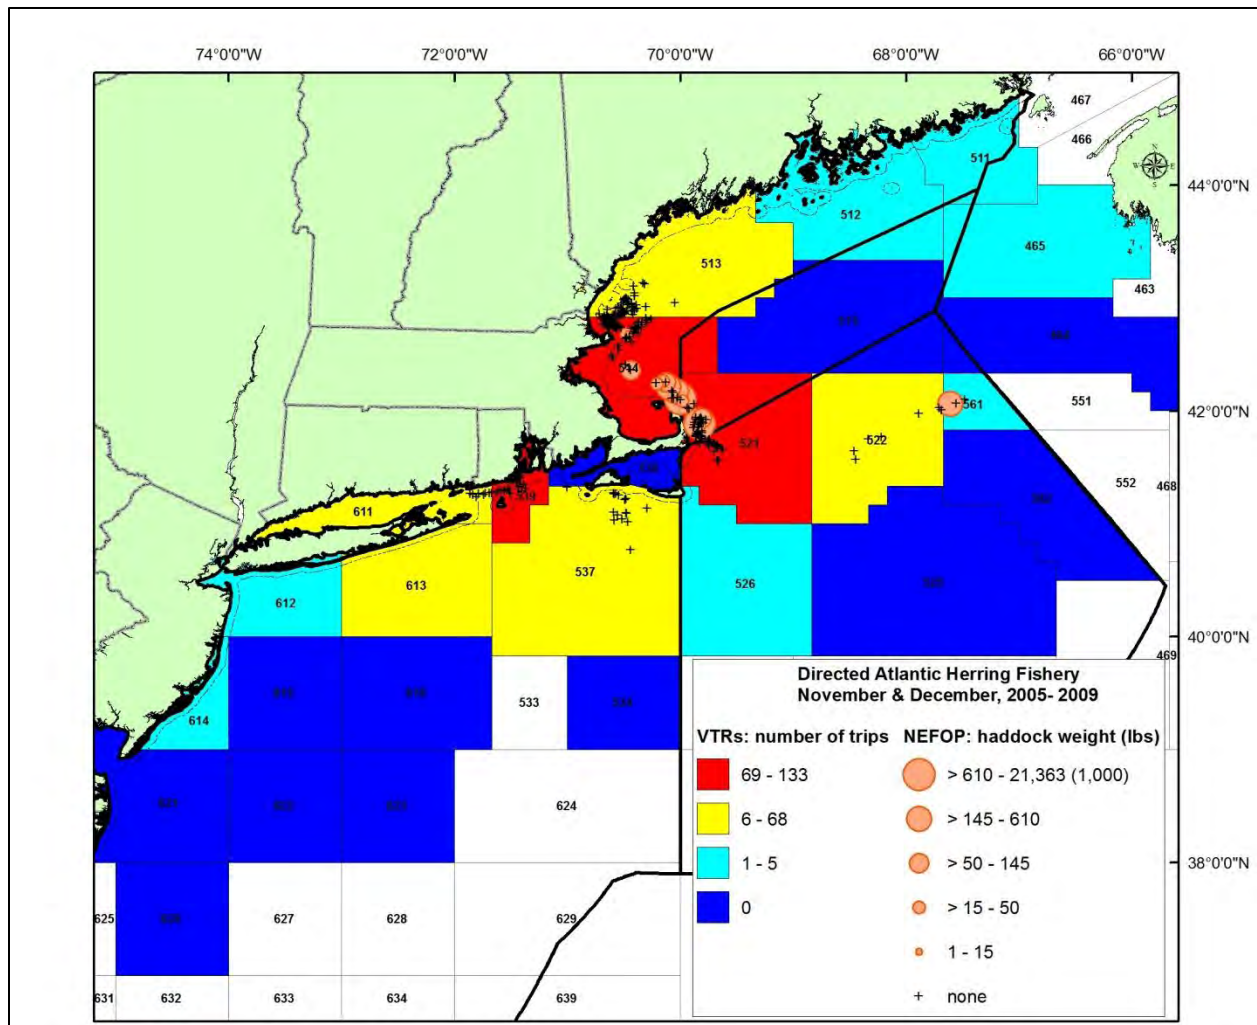 74°0'0"W 72°0'0"W 70°0'0"W 68°0'0"W 66°0'0"W
467
466
N
W E
S
511
44°0'0"N
512
465
513
463
464
42°0'0"N
551
561
521
522
552
468
539
611
613
537
526
612
40°0'0"N
469
614
533
Directed Atlantic Herring Fishery
November & December, 2005- 2009
VTRs: number of trips NEFOP: haddock weight (lbs)
69 - 133 > 610 - 21,363 (1,000)
6 - 68 > 145 - 610
1 - 5 > 50 - 145
0 > 15 - 50
1 - 15
none
621
624
38°0'0"N
625
627
628
629
631
632
633
634
639